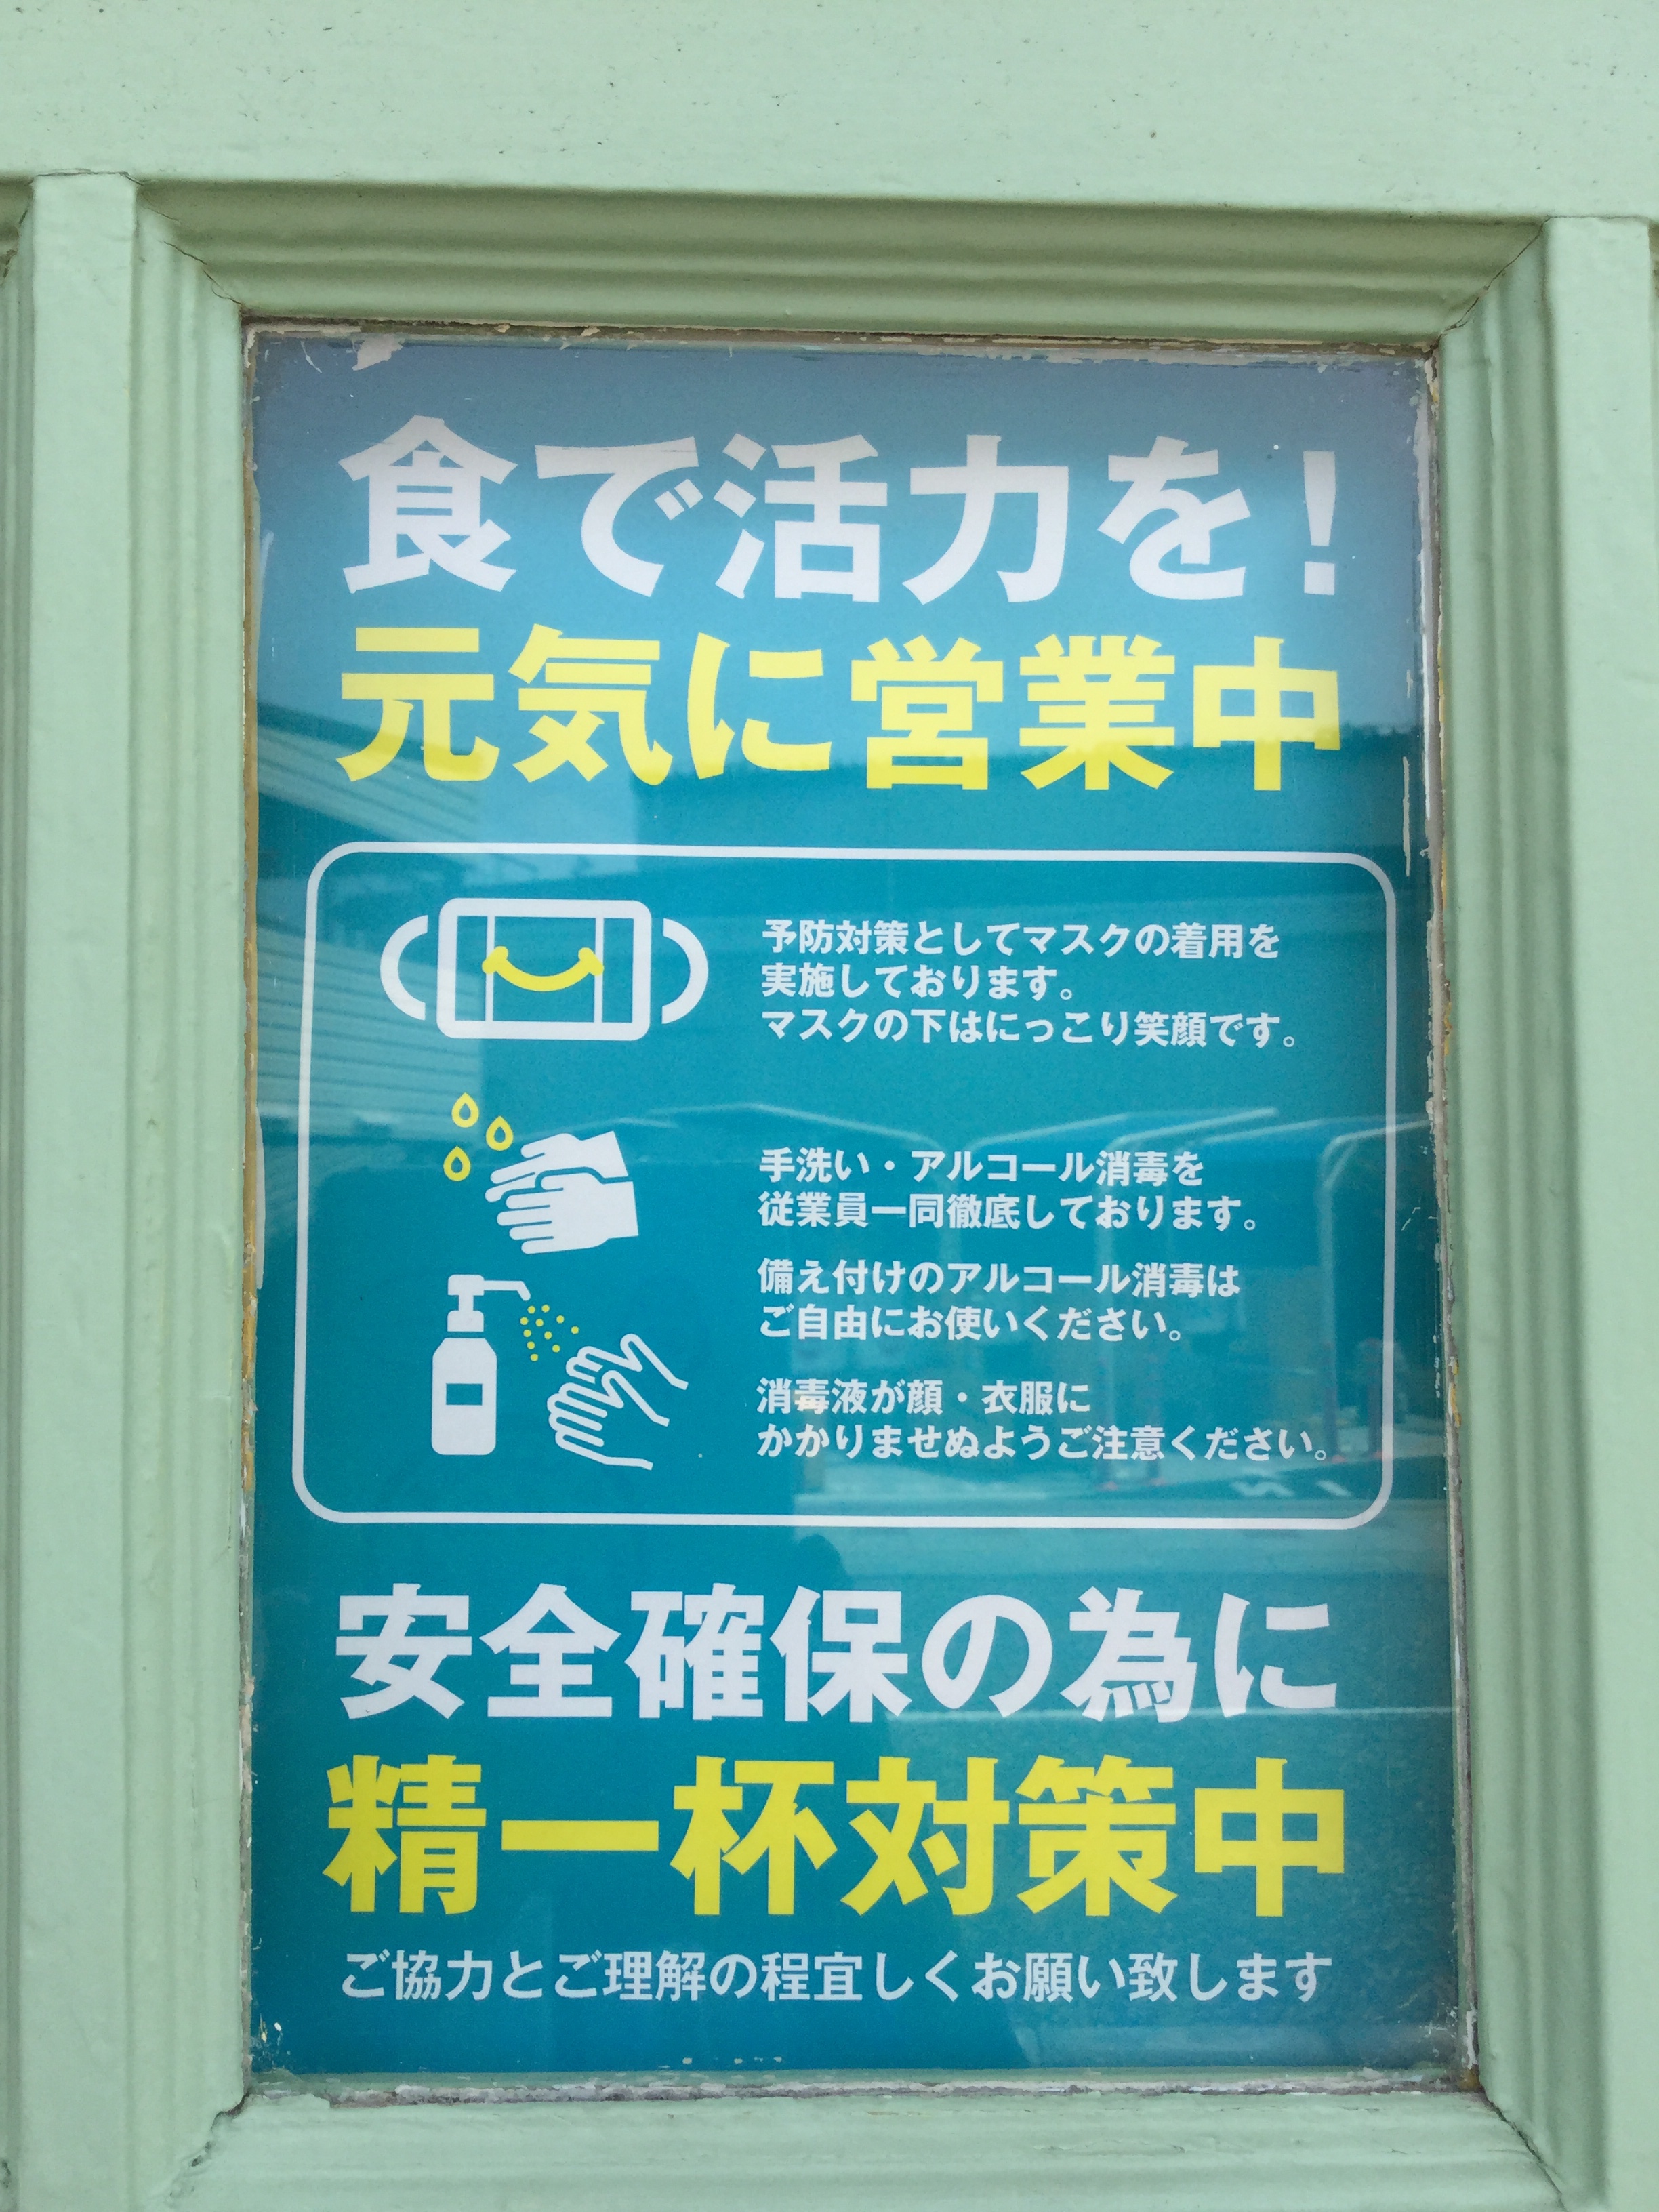 食で活力を！
元気に営業中
予防対策としてマスクの着用を
実施しております。
マスクの下はにっこり笑顔です。
手洗い・アルコール消毒を
従業員一同徹底しております。
備え付けのアルコール消毒は
ご自由にお使いください。
消毒液が顔・衣服に
かかりませぬようご注意ください。
安全確保の為に
精一杯対策中
ご協力とご理解の程宜しくお願い致します